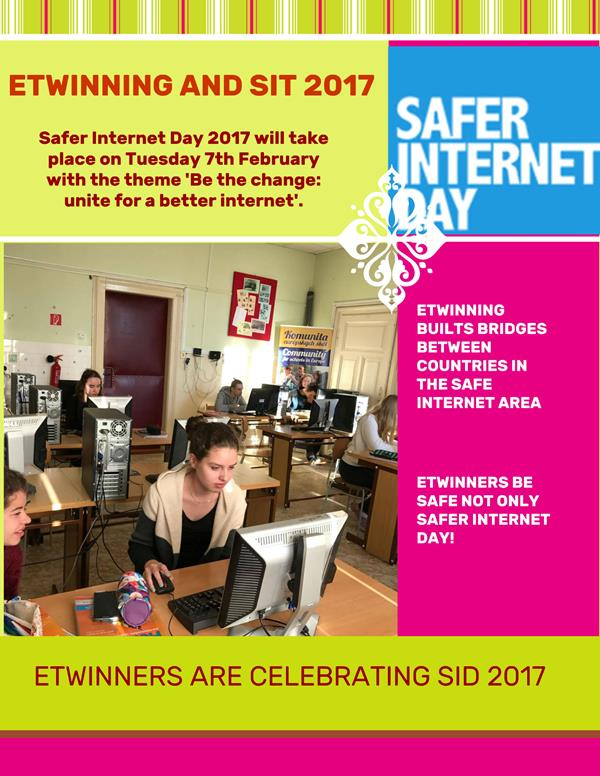 ETWINNING AND SIT 2017
Safer Internet Day 2017 will take
place on Tuesday 7th February
with the theme 'Be the change:
unite for a better internet'.
SAFER
INTERNET
DAY
Komunita
európskych škôl
Community
for schools in Europe
ETWINNING
BUILTS BRIDGES
BETWEEN
COUNTRIES IN
THE SAFE
INTERNET AREA
ETWINNERS BE
SAFE NOT ONLY
SAFER INTERNET
DAY!
ETWINNERS ARE CELEBRATING SID 2017